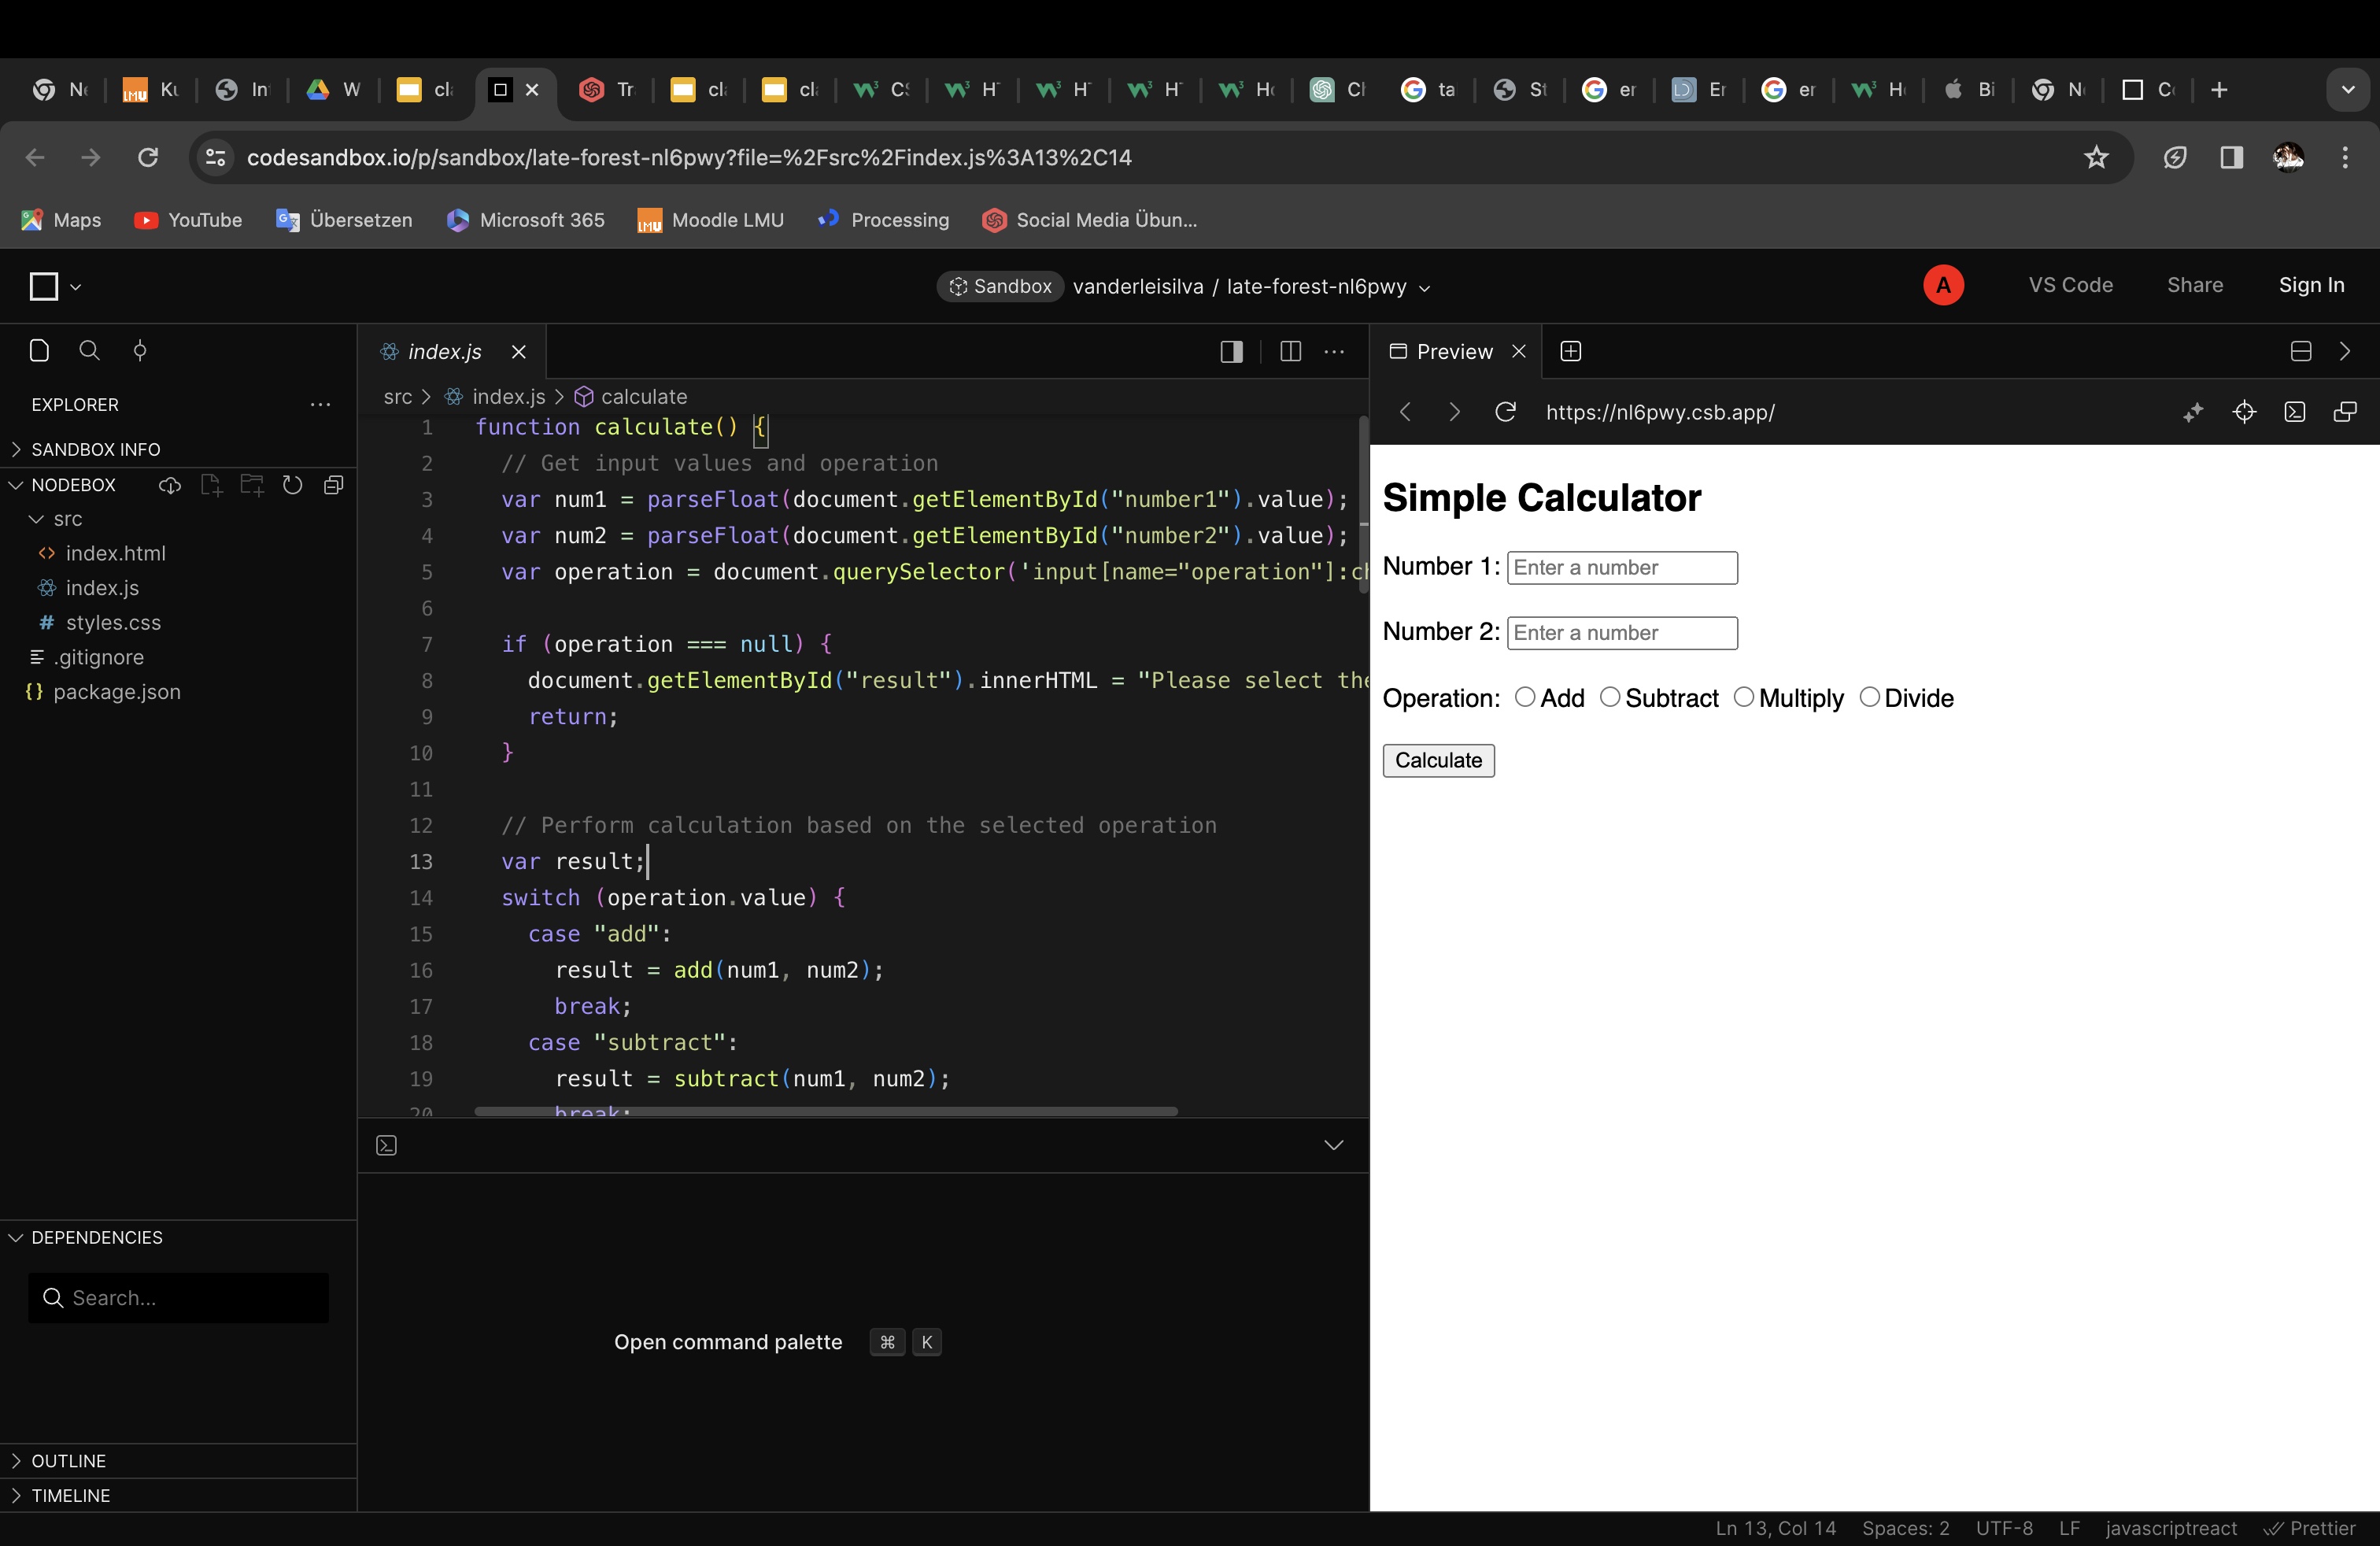 Ne
Ku
In
W
cl
Tr
cl
cl
CS
H
H
H
Ho
Ch
ta
St
er
Er
er
H
Bi
N
C
codesandbox.io/p/sandbox/late-forest-nl6pwy?file=%2Fsrc%2Findex.js%3A13%2C14
Maps YouTube Übersetzen Microsoft 365 LMU Moodle LMU Processing Social Media Übun...
Sandbox vanderleisilva / late-forest-nl6pwy
A VS Code Share Sign In
index.js
Preview
EXPLORER
src > index.js > calculate
https://nl6pwy.csb.app/
SANDBOX INFO
NODEBOX
src
index.html
index.js
styles.css
.gitignore
package.json
1 function calculate() {
2 // Get input values and operation
3 var num1 = parseFloat(document.getElementById("number1").value);
4 var num2 = parseFloat(document.getElementById("number2").value);
5 var operation = document.querySelector('input[name="operation"]:ch
6
7 if (operation === null) {
8 document.getElementById("result").innerHTML = "Please select the
9 return;
10 }
11
12 // Perform calculation based on the selected operation
13 var result;
14 switch (operation.value) {
15 case "add":
16 result = add(num1, num2);
17 break;
18 case "subtract":
19 result = subtract(num1, num2);
20 break;
Simple Calculator
Number 1: Enter a number
Number 2: Enter a number
Operation: Add Subtract Multiply Divide
Calculate
DEPENDENCIES
Search...
Open command palette ⌘ K
OUTLINE
TIMELINE
Ln 13, Col 14 Spaces: 2 UTF-8 LF javascriptreact Prettier